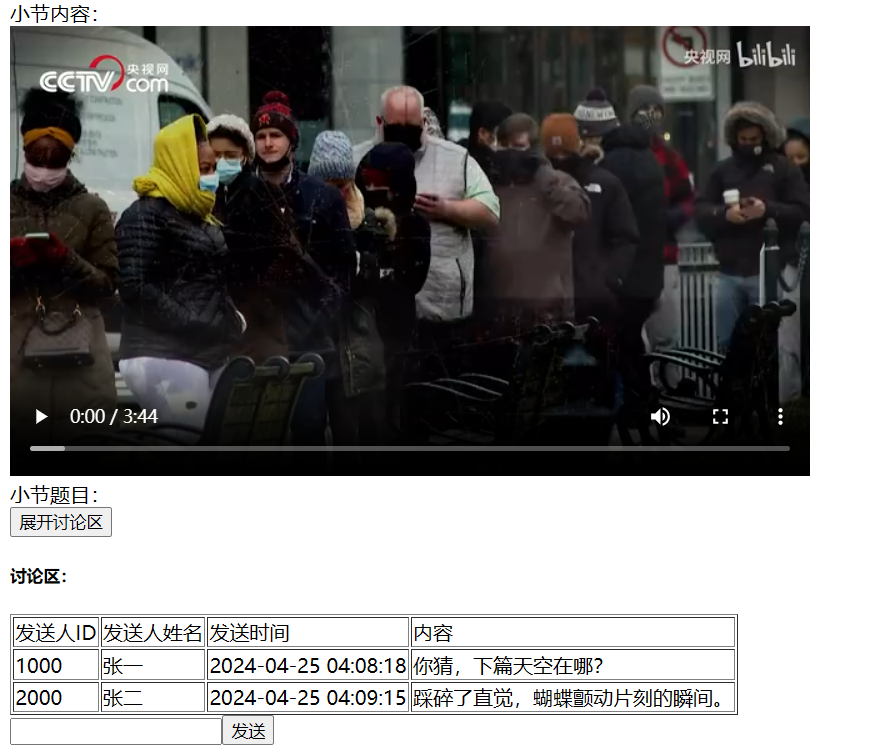 小节内容：
CCTV 央视网
com
央视网 bilibili
0:00 / 3:44
小节题目：
展开讨论区
讨论区：
发送人ID 发送人姓名 发送时间 内容
1000 张一 2024-04-25 04:08:18 你猜，下篇天空在哪？
2000 张二 2024-04-25 04:09:15 踩碎了直觉，蝴蝶颤动片刻的瞬间。
发送